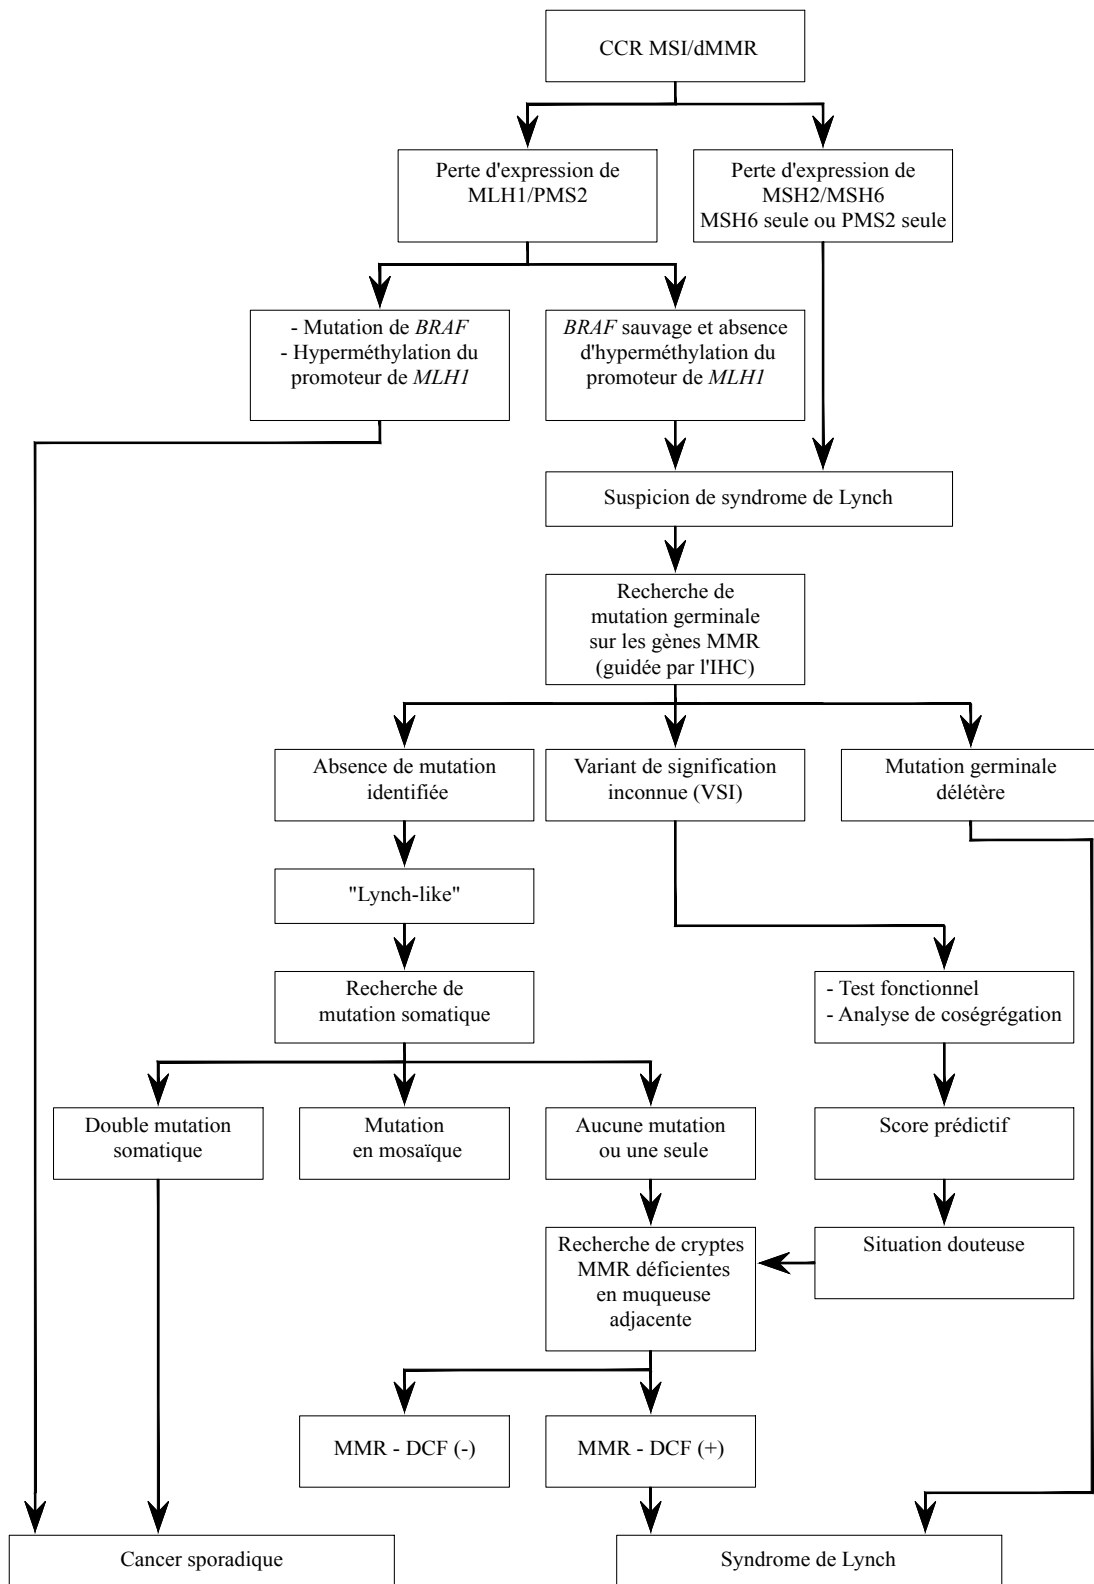 CCR MSI/dMMR
Perte d'expression de
MLH1/PMS2
Perte d'expression de
MSH2/MSH6
MSH6 seule ou PMS2 seule
- Mutation de BRAF
- Hyperméthylation du
promoteur de MLH1
BRAF sauvage et absence
d'hyperméthylation du
promoteur de MLH1
Suspicion de syndrome de Lynch
Recherche de
mutation germinale
sur les gènes MMR
(guidée par l'IHC)
Absence de mutation
identifiée
Variant de signification
inconnue (VSI)
Mutation germinale
délétère
"Lynch-like"
Recherche de
mutation somatique
- Test fonctionnel
- Analyse de coségrégation
Double mutation
somatique
Mutation
en mosaïque
Aucune mutation
ou une seule
Score prédictif
Recherche de cryptes
MMR déficientes
en muqueuse
adjacente
Situation douteuse
MMR - DCF (-)
MMR - DCF (+)
Cancer sporadique
Syndrome de Lynch